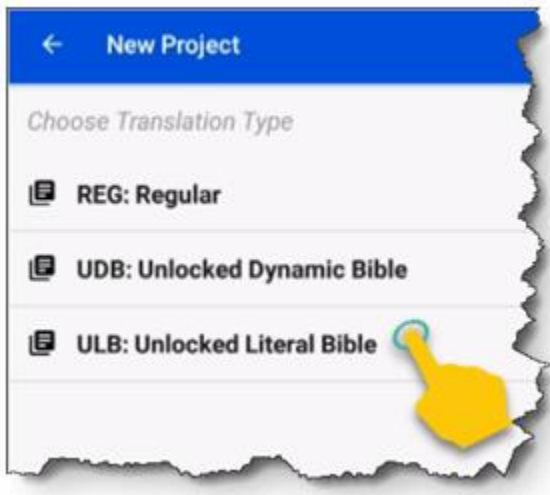 New Project
Choose Translation Type
REG: Regular
UDB: Unlocked Dynamic Bible
ULB: Unlocked Literal Bible